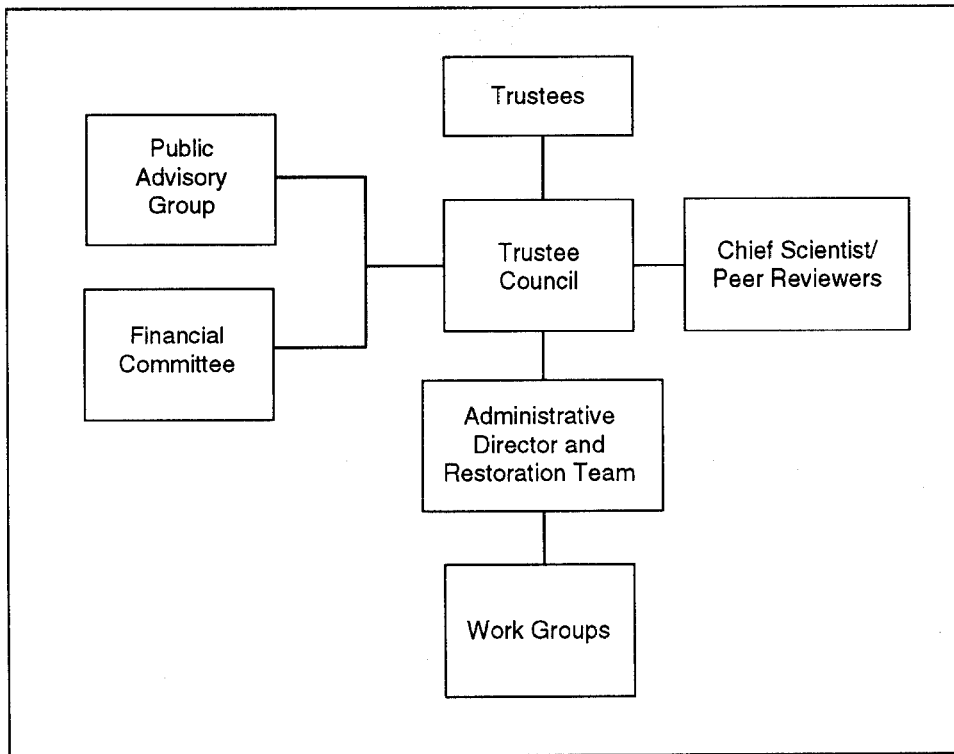 Trustees
Public
Advisory
Group
Trustee
Council
Chief Scientist/
Peer Reviewers
Financial
Committee
Administrative
Director and
Restoration Team
Work Groups